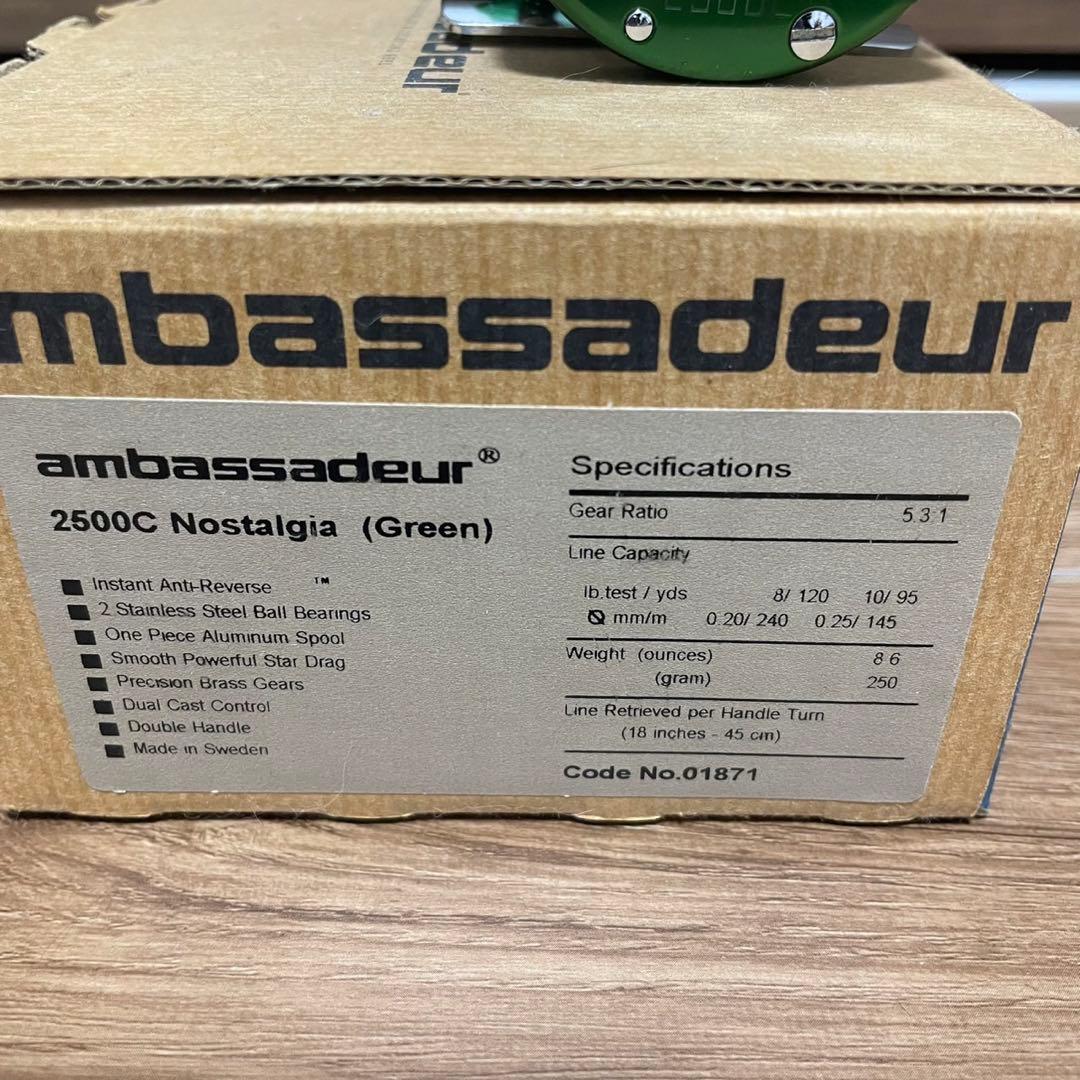 mbassadeur
ambassadeur®
2500C Nostalgia (Green)
Instant Anti-Reverse ™
2 Stainless Steel Ball Bearings
One Piece Aluminum Spool
Smooth Powerful Star Drag
Precision Brass Gears
Dual Cast Control
Double Handle
Made in Sweden
Specifications
Gear Ratio 5.3:1
Line Capacity
lb.test / yds 8/ 120 10/ 95
Ø mm/m 0.20/ 240 0.25/ 145
Weight (ounces) 8.6
(gram) 250
Line Retrieved per Handle Turn
(18 inches - 45 cm)
Code No.01871